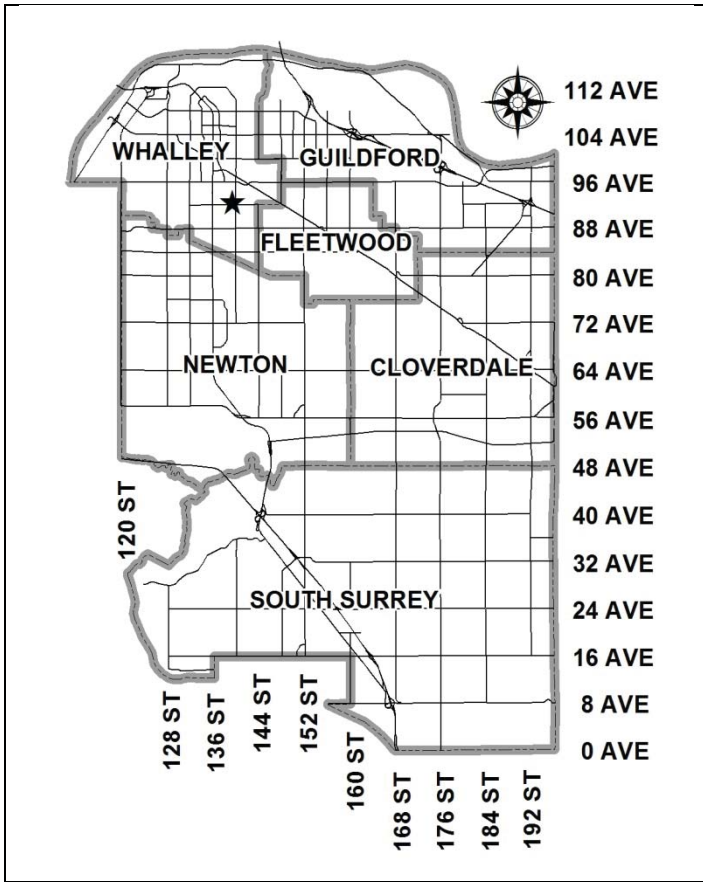 112 AVE
104 AVE
WHALLEY
GUILDFORD
96 AVE
88 AVE
FLEETWOOD
80 AVE
72 AVE
NEWTON
CLOVERDALE
64 AVE
56 AVE
48 AVE
120 ST
40 AVE
32 AVE
SOUTH SURREY
24 AVE
16 AVE
128 ST
136 ST
144 ST
152 ST
160 ST
8 AVE
0 AVE
168 ST
176 ST
184 ST
192 ST